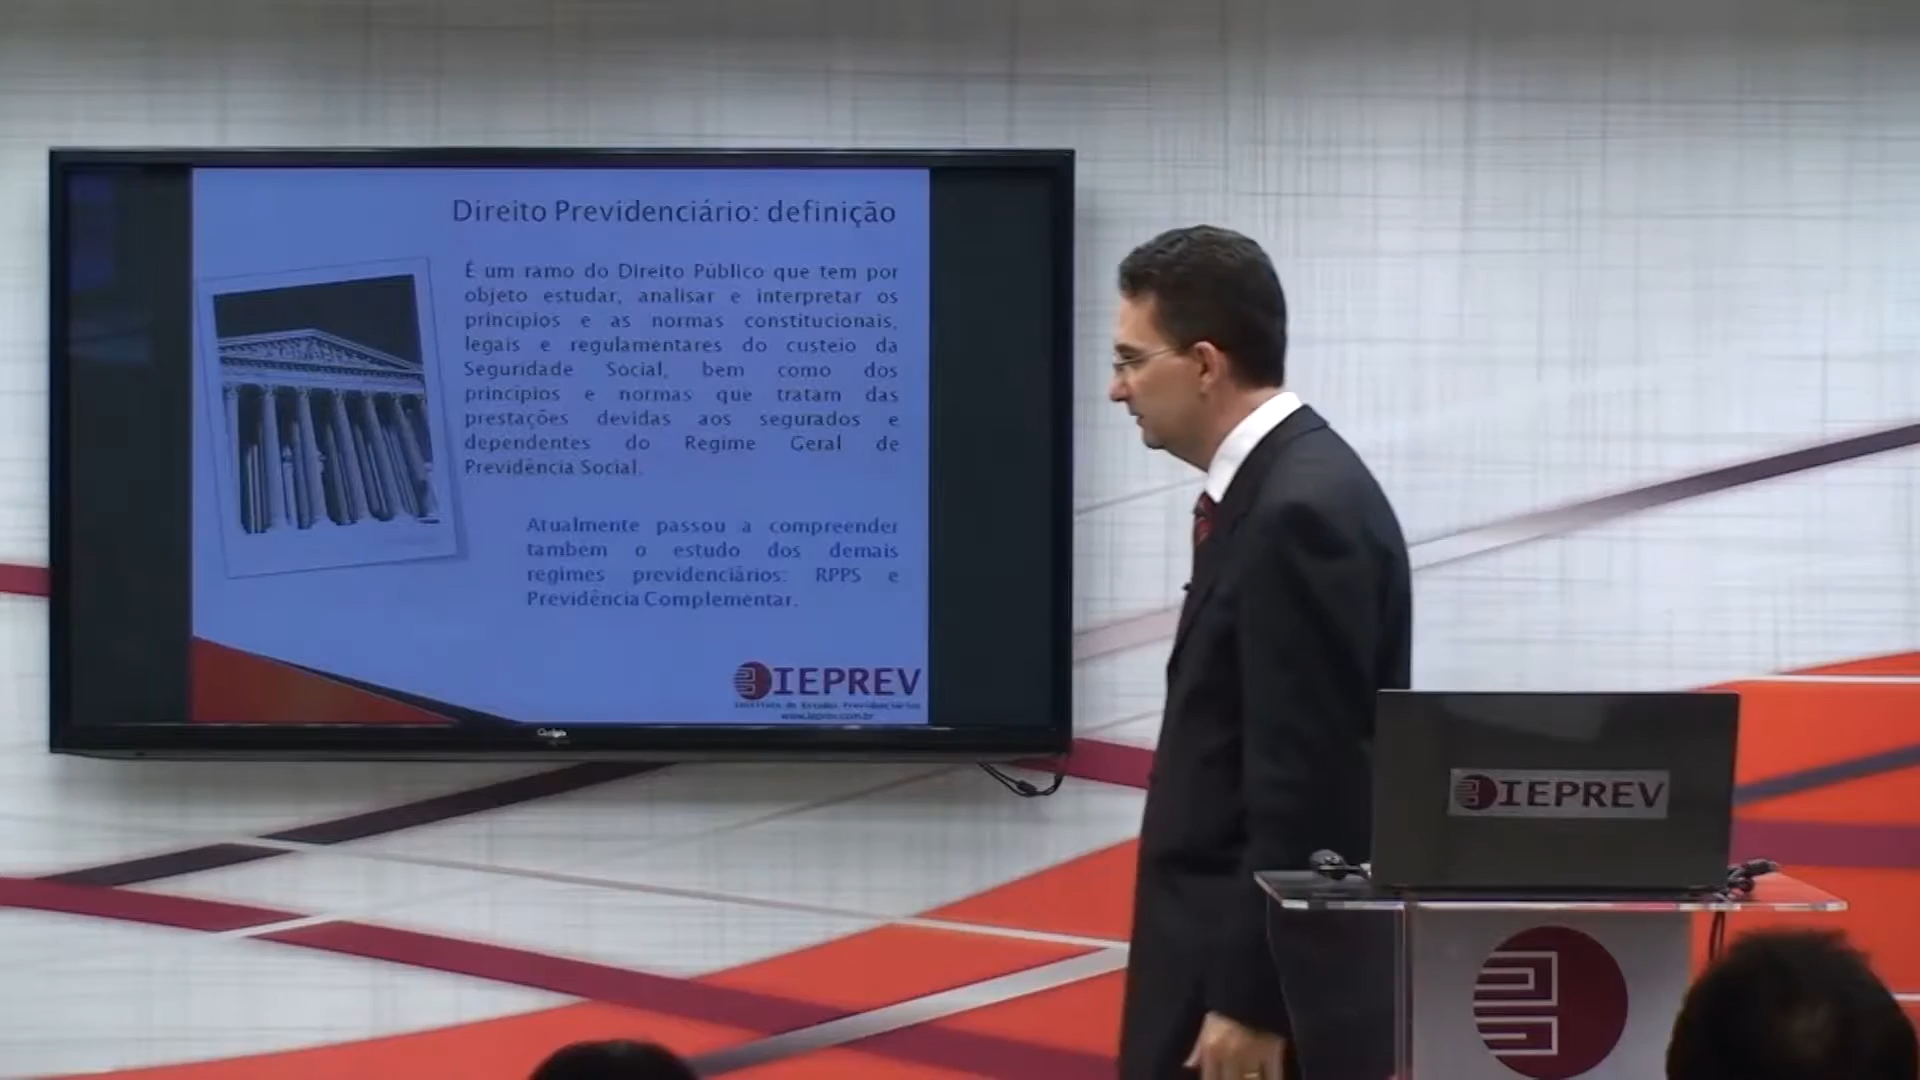 Direito Previdenciário: definição
É um ramo do Direito Público que tem por
objeto estudar, analisar e interpretar os
princípios e as normas constitucionais,
legais e regulamentares do custeio da
Seguridade Social, bem como dos
princípios e normas que tratam das
prestações devidas aos segurados e
dependentes do Regime Geral de
Previdência Social.
Atualmente passou a compreender
tambem o estudo dos demais
regimes previdenciários: RPPS e
Previdência Complementar.
IEPREV
Instituto de Estudos Previdenciários
www.ieprev.com.br
IEPREV